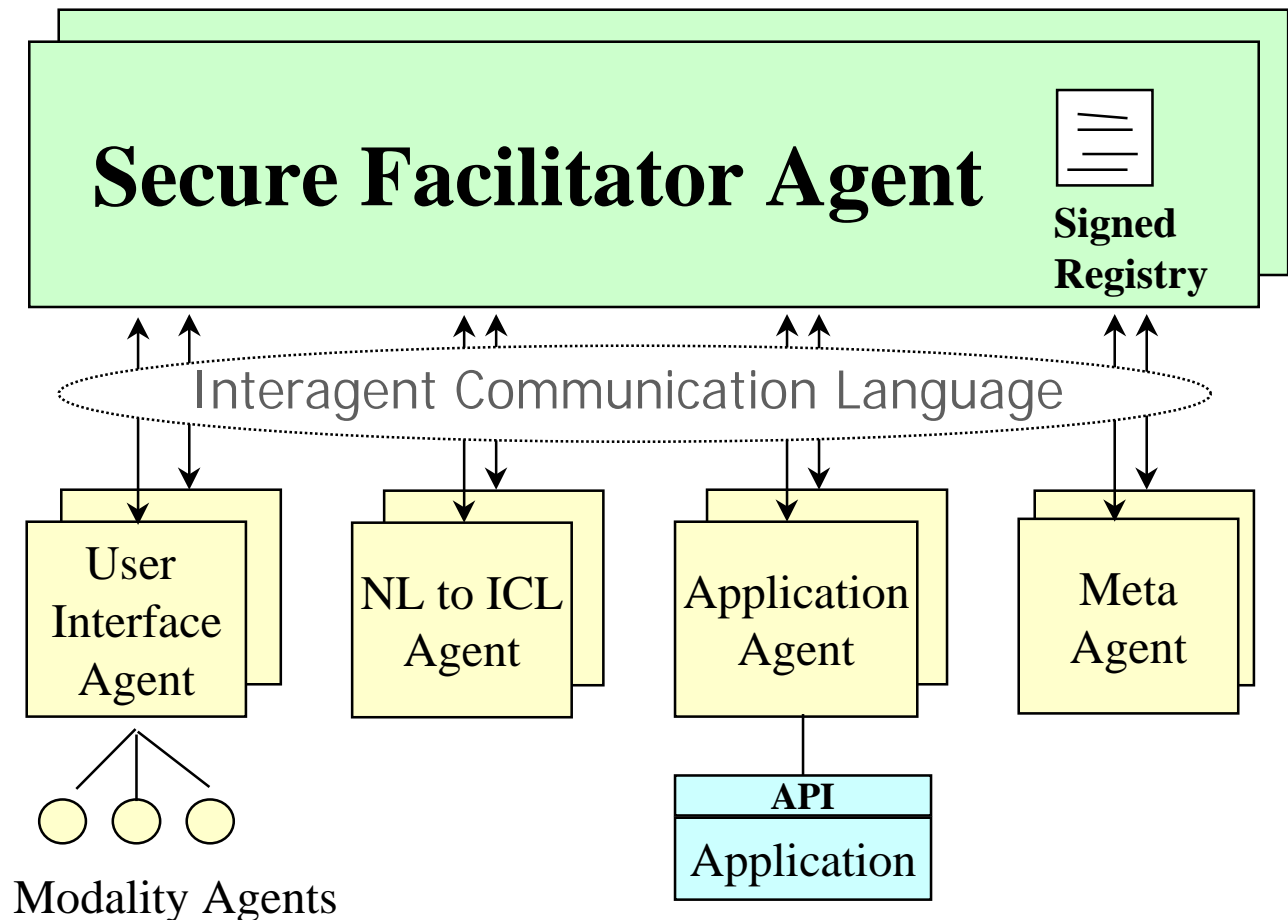 Secure Facilitator Agent
Signed
Registry
Interagent Communication Language
User
Interface
Agent
NL to ICL
Agent
Application
Agent
Meta
Agent
API
Application
Modality Agents